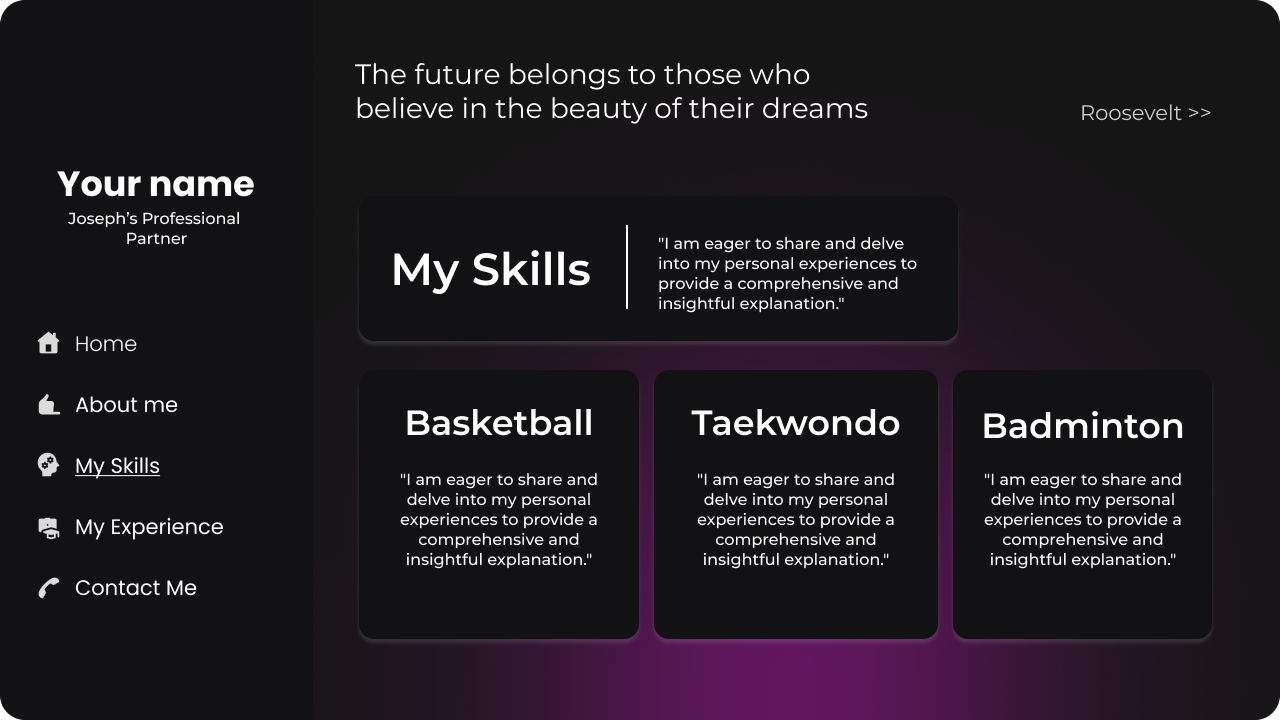 The future belongs to those who
believe in the beauty of their dreams
Roosevelt >>
Your name
Joseph’s Professional
Partner
Home
About me
My Skills
My Experience
Contact Me
My Skills
"I am eager to share and delve
into my personal experiences to
provide a comprehensive and
insightful explanation."
Basketball
"I am eager to share and
delve into my personal
experiences to provide a
comprehensive and
insightful explanation."
Taekwondo
"I am eager to share and
delve into my personal
experiences to provide a
comprehensive and
insightful explanation."
Badminton
"I am eager to share and
delve into my personal
experiences to provide a
comprehensive and
insightful explanation."